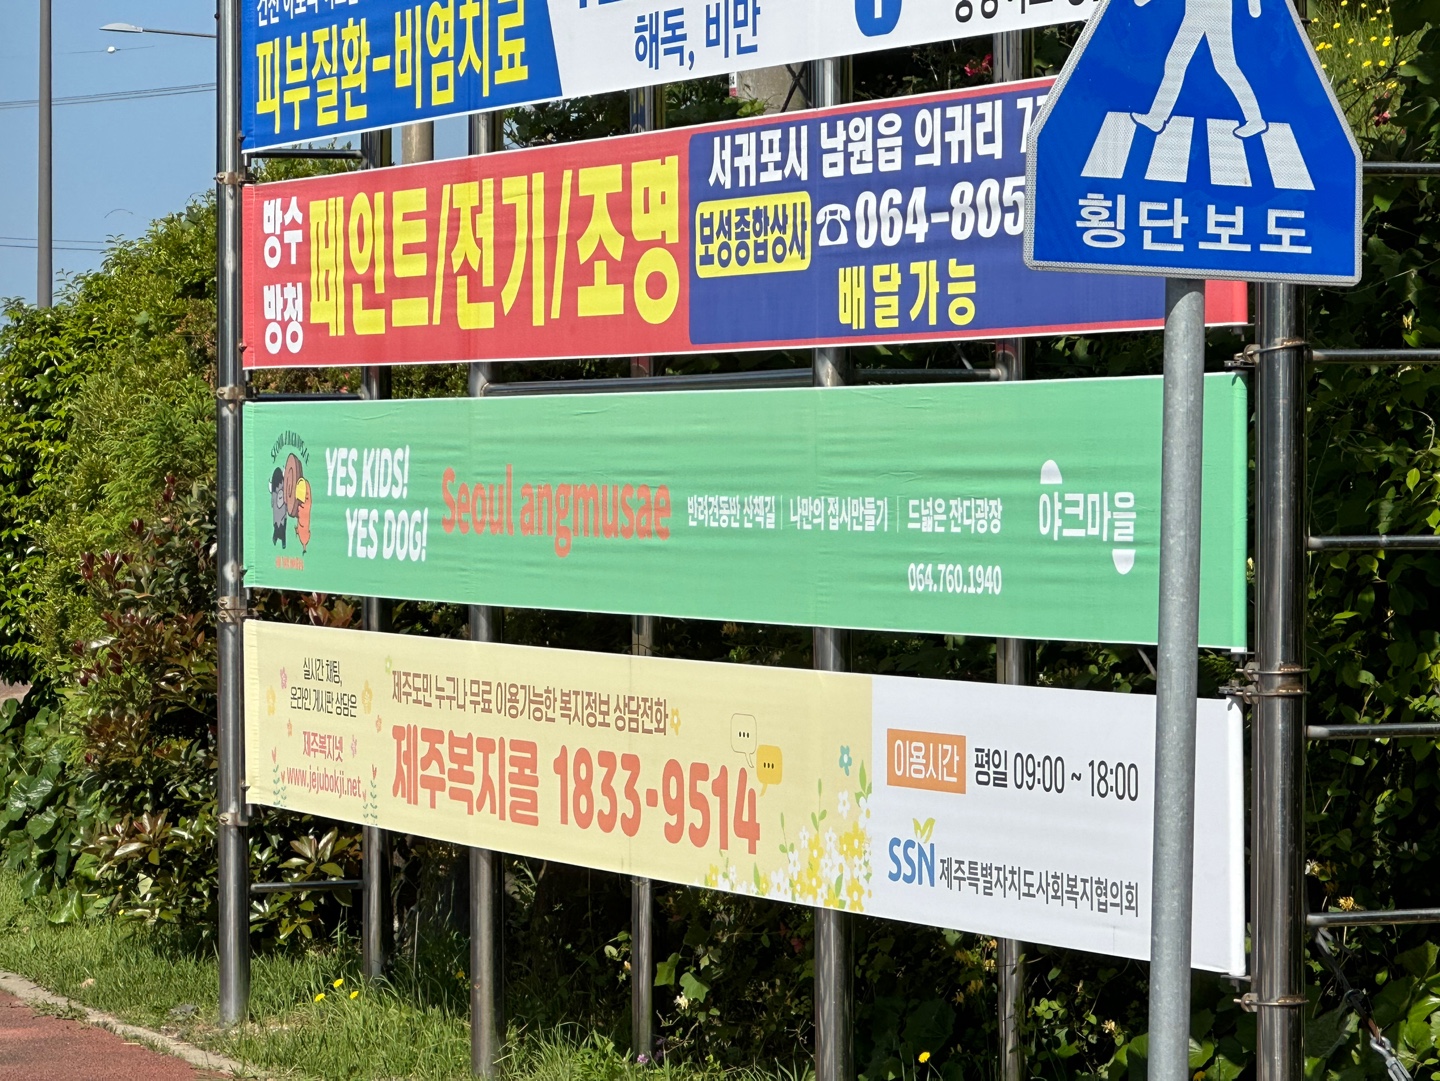 피부질환-비염치료
해독, 비만
방수
방청
페인트/전기/조명
서귀포시 남원읍 의귀리
보성종합상사
☎064-805
배달가능
횡단보도
SEOUL ANGMUSAE
YES KIDS!
YES DOG!
Seoul angmusae
반려견동반 산책길 | 나만의 접시만들기 | 드넓은 잔디광장
064.760.1940
야크마을
실시간 채팅,
온라인 게시판 상담은
제주복지넷
www.jejubokji.net
제주도민 누구나 무료 이용가능한 복지정보 상담전화
제주복지콜 1833-9514
이용시간 평일 09:00 ~ 18:00
SSN 제주특별자치도사회복지협의회